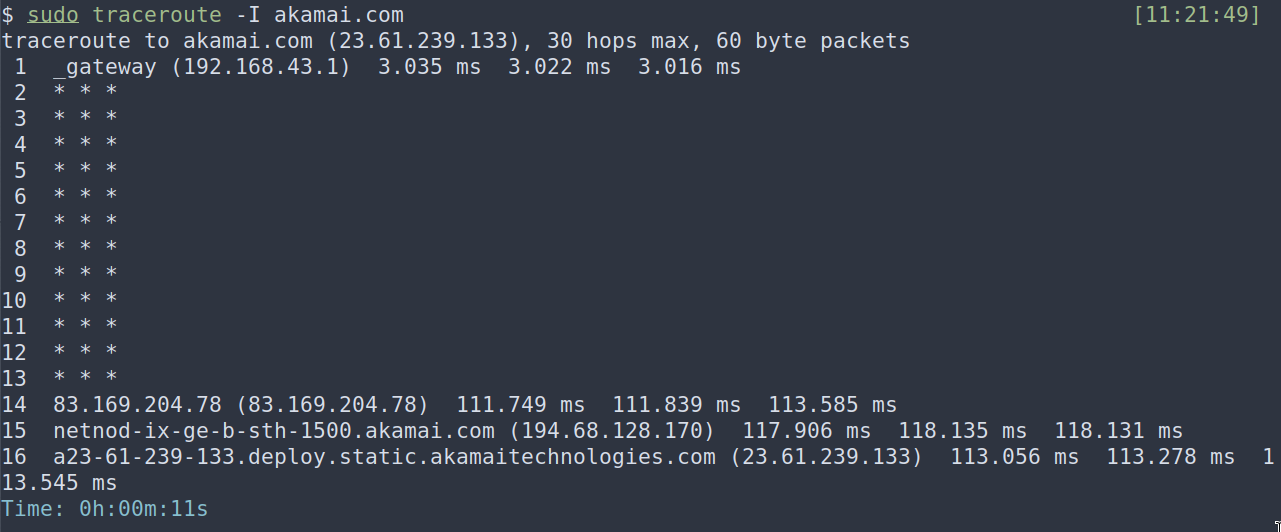 $ sudo traceroute -I akamai.com [11:21:49]
traceroute to akamai.com (23.61.239.133), 30 hops max, 60 byte packets
 1  _gateway (192.168.43.1)  3.035 ms  3.022 ms  3.016 ms
 2  * * *
 3  * * *
 4  * * *
 5  * * *
 6  * * *
 7  * * *
 8  * * *
 9  * * *
10  * * *
11  * * *
12  * * *
13  * * *
14  83.169.204.78 (83.169.204.78)  111.749 ms  111.839 ms  113.585 ms
15  netnod-ix-ge-b-sth-1500.akamai.com (194.68.128.170)  117.906 ms  118.135 ms  118.131 ms
16  a23-61-239-133.deploy.static.akamaitechnologies.com (23.61.239.133)  113.056 ms  113.278 ms  1
13.545 ms
Time: 0h:00m:11s